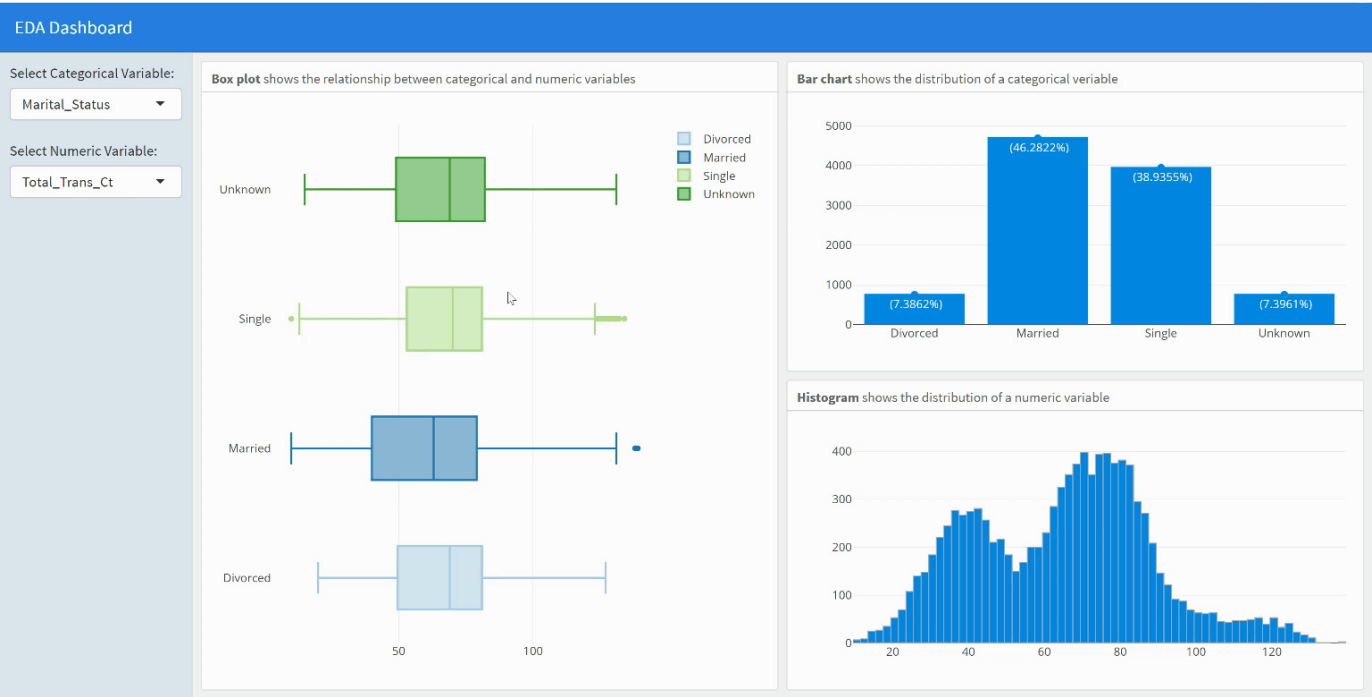 EDA Dashboard
Select Categorical Variable:
Marital_Status
Select Numeric Variable:
Total_Trans_Ct
Box plot shows the relationship between categorical and numeric variables
Divorced
Married
Single
Unknown
Unknown
Single
Married
Divorced
50 100
Bar chart shows the distribution of a categorical veriable
5000
4000
3000
2000
1000
0
(7.3862%)
(46.2822%)
(38.9355%)
(7.3961%)
Divorced Married Single Unknown
Histogram shows the distribution of a numeric variable
400
300
200
100
0
20 40 60 80 100 120